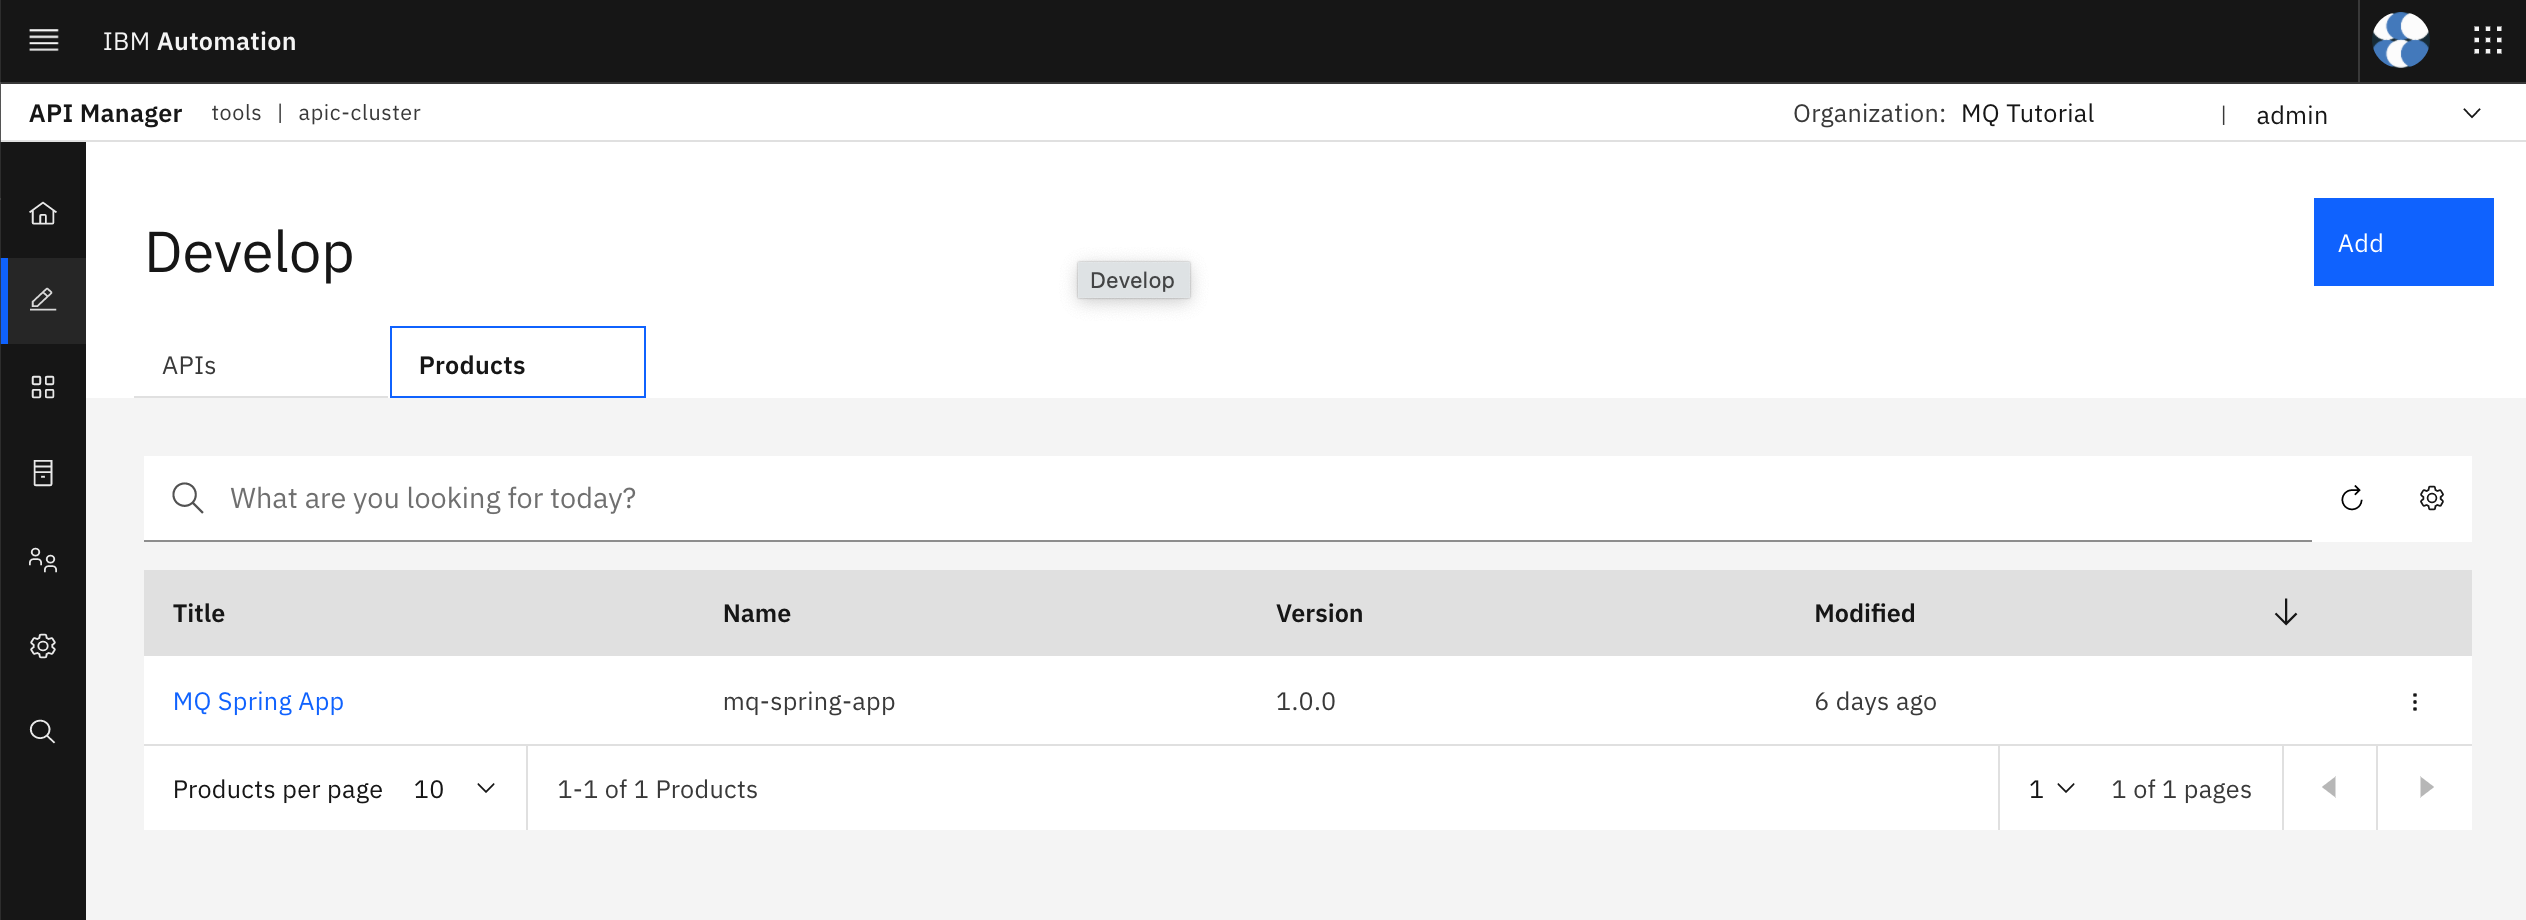 IBM Automation
API Manager tools | apic-cluster Organization: MQ Tutorial | admin
Develop
Add
Develop
APIs Products
What are you looking for today?
Title Name Version Modified
MQ Spring App mq-spring-app 1.0.0 6 days ago
Products per page 10 1-1 of 1 Products 1 1 of 1 pages